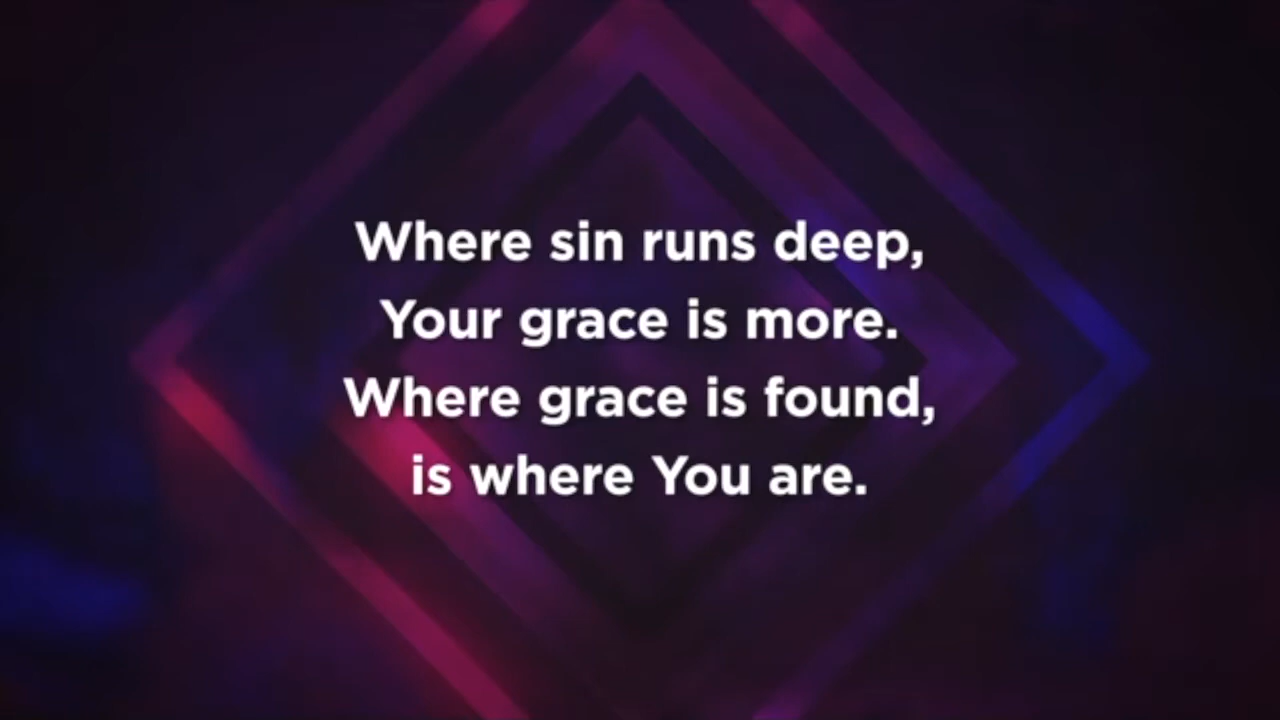 Where sin runs deep,
Your grace is more.
Where grace is found,
is where You are.